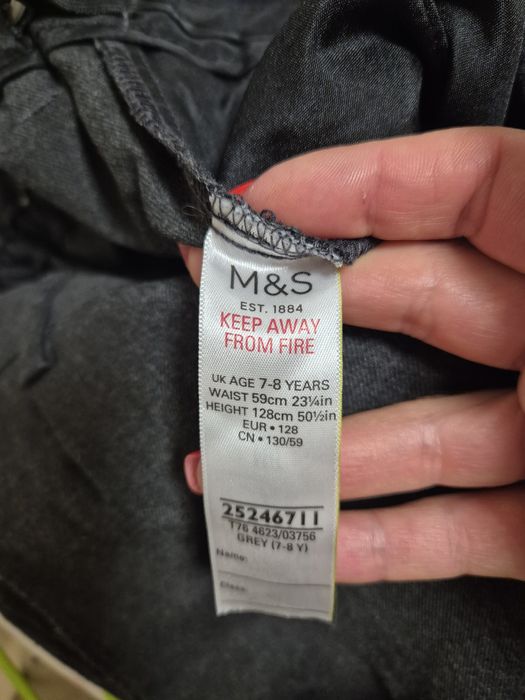 M&S
EST. 1884
KEEP AWAY
FROM FIRE
UK AGE 7-8 YEARS
WAIST 59cm 23¼in
HEIGHT 128cm 50½in
EUR • 128
CN • 130/59
25246711
T76 4623/03756
GREY (7-8 Y)
Name:
Class: